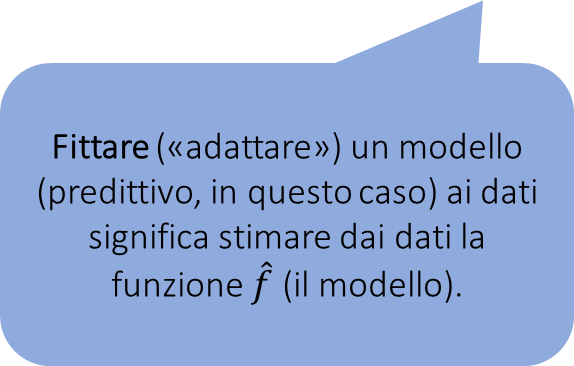 Fittare («adattare») un modello
(predittivo, in questo caso) ai dati
significa stimare dai dati la
funzione f̂ (il modello).